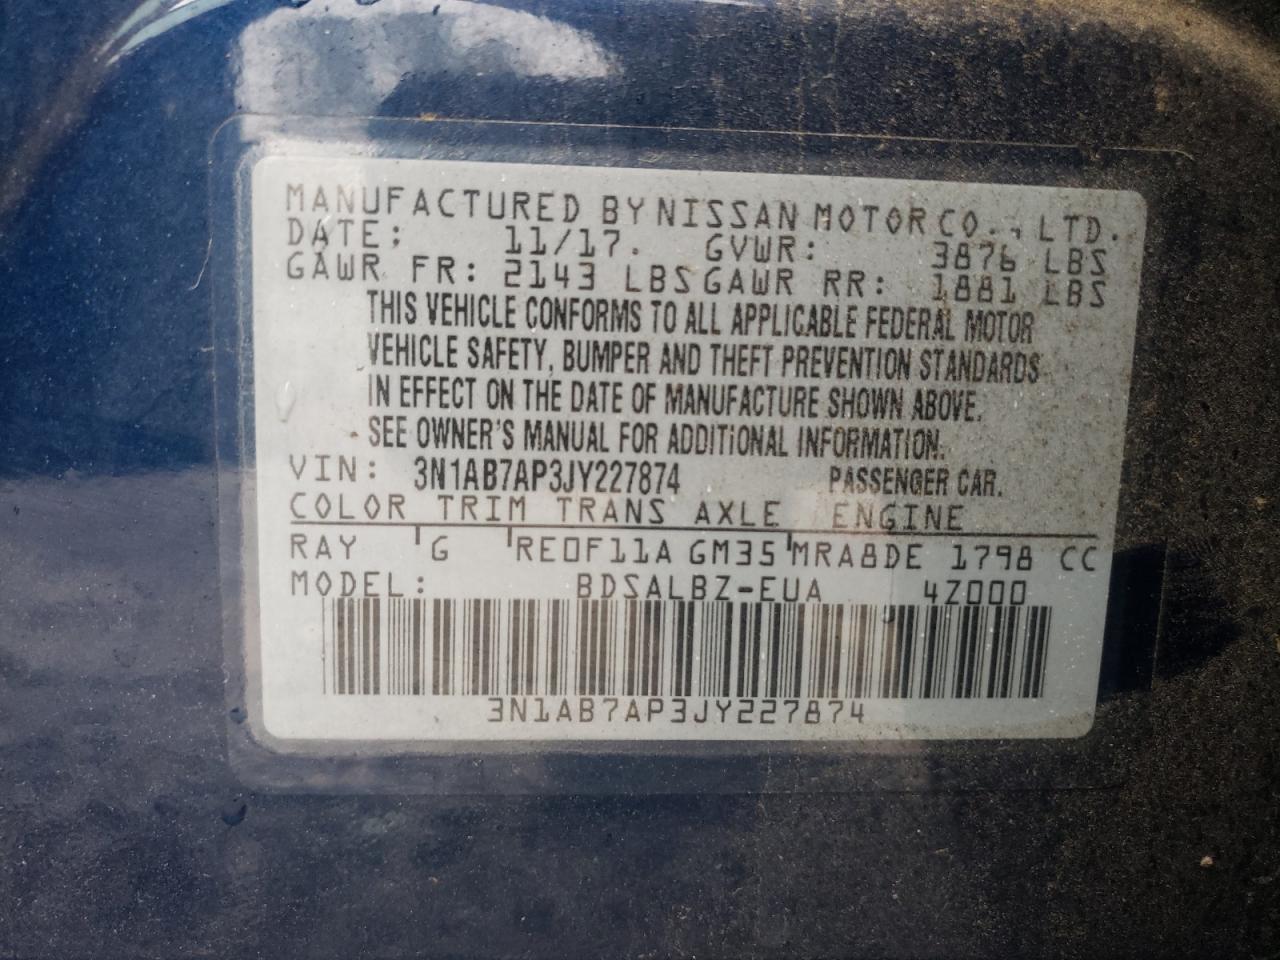 MANUFACTURED BY NISSAN MOTOR CO., LTD.
DATE: 11/17. GVWR: 3876 LBS
GAWR FR: 2143 LBS GAWR RR: 1881 LBS
THIS VEHICLE CONFORMS TO ALL APPLICABLE FEDERAL MOTOR
VEHICLE SAFETY, BUMPER AND THEFT PREVENTION STANDARDS
IN EFFECT ON THE DATE OF MANUFACTURE SHOWN ABOVE.
SEE OWNER'S MANUAL FOR ADDITIONAL INFORMATION.
VIN: 3N1AB7AP3JY227874 PASSENGER CAR.
COLOR TRIM TRANS AXLE ENGINE
RAY G RE0F11A GM35 MRA8DE 1798 CC
MODEL: BDSALBZ-EUA 4Z000
3N1AB7AP3JY227874